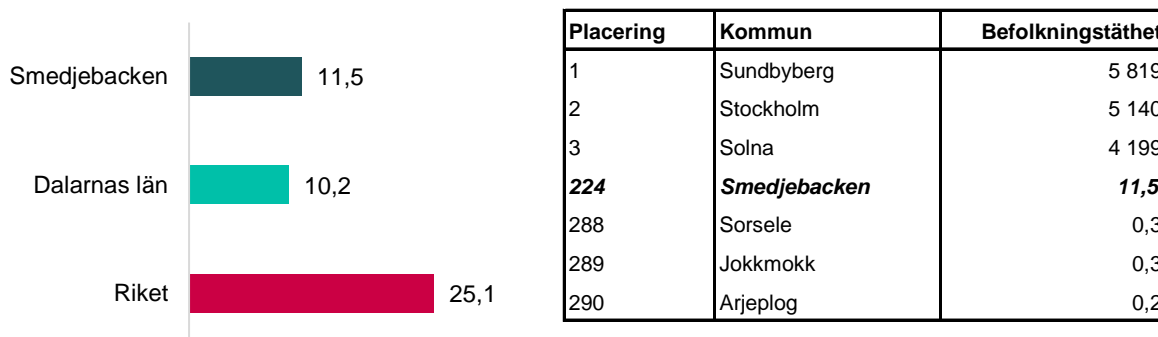 Smedjebacken 11,5
Dalarnas län 10,2
Riket 25,1
Placering Kommun Befolkningstäthet
1 Sundbyberg 5 819
2 Stockholm 5 140
3 Solna 4 199
224 Smedjebacken 11,5
288 Sorsele 0,3
289 Jokkmokk 0,3
290 Arjeplog 0,2